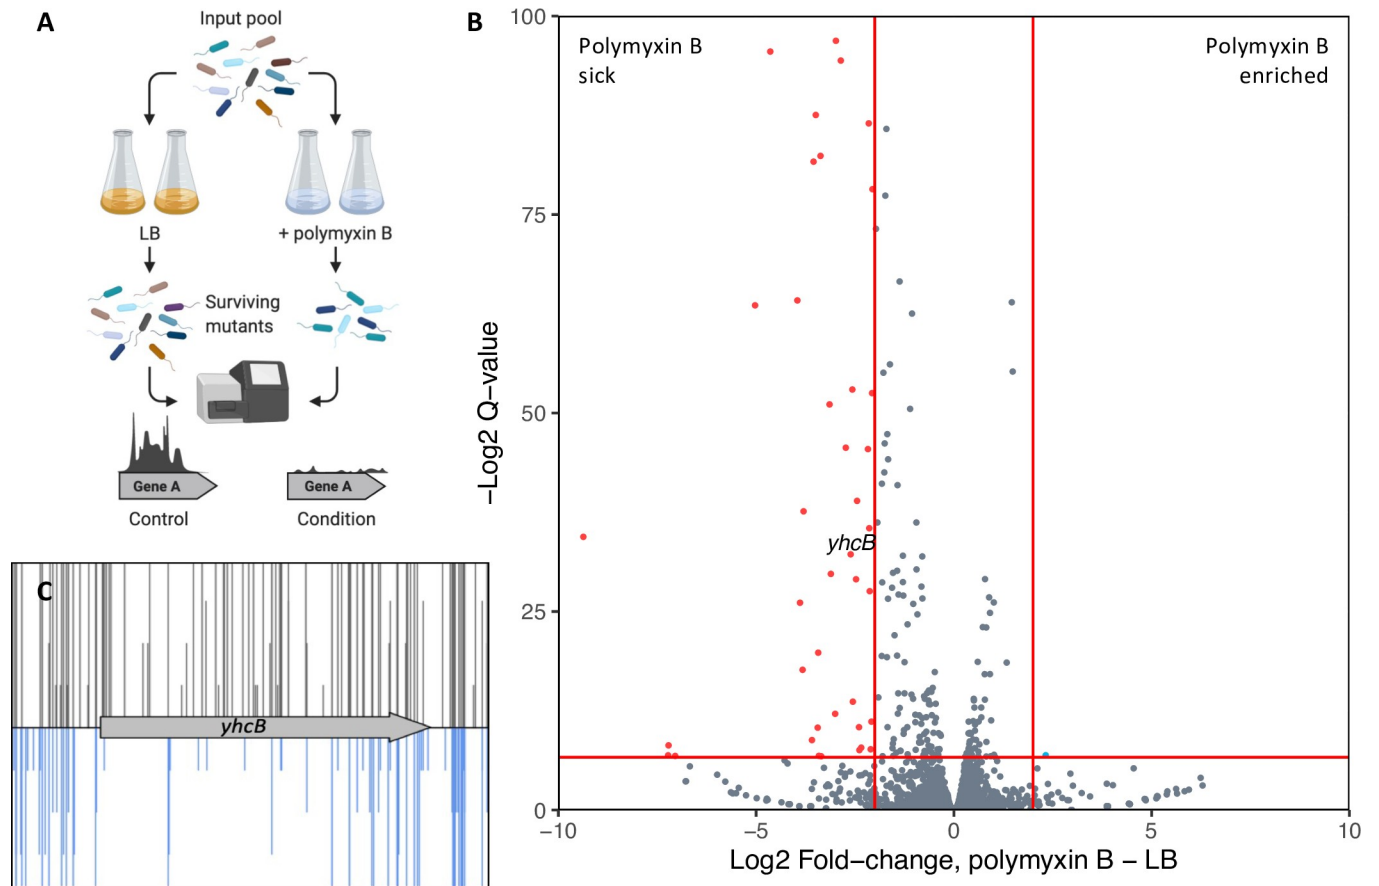 A
Input pool
LB
+ polymyxin B
Surviving
mutants
Gene A
Gene A
Control
Condition
B
100
75
50
25
0
−Log2 Q−value
Polymyxin B
sick
Polymyxin B
enriched
yhcB
−10
−5
0
5
10
Log2 Fold−change, polymyxin B − LB
C
yhcB